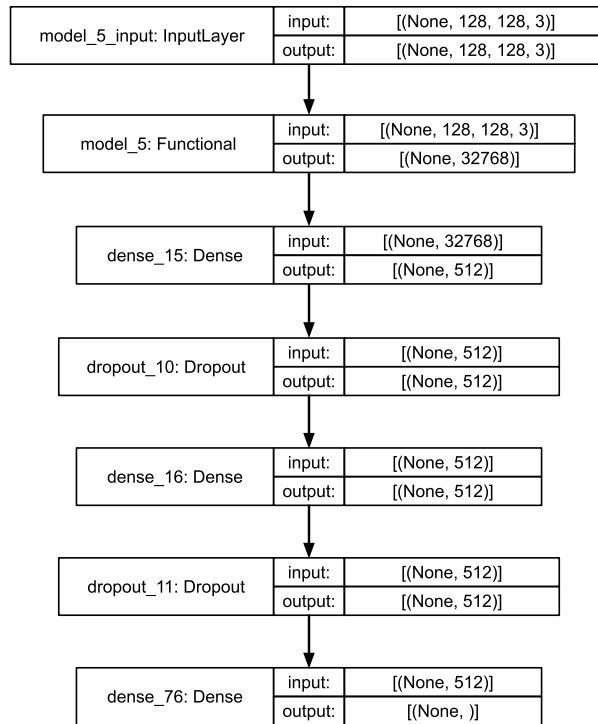 model_5_input: InputLayer
input:
[(None, 128, 128, 3)]
output:
[(None, 128, 128, 3)]
model_5: Functional
input:
[(None, 128, 128, 3)]
output:
[(None, 32768)]
dense_15: Dense
input:
[(None, 32768)]
output:
[(None, 512)]
dropout_10: Dropout
input:
[(None, 512)]
output:
[(None, 512)]
dense_16: Dense
input:
[(None, 512)]
output:
[(None, 512)]
dropout_11: Dropout
input:
[(None, 512)]
output:
[(None, 512)]
dense_76: Dense
input:
[(None, 512)]
output:
[(None, )]